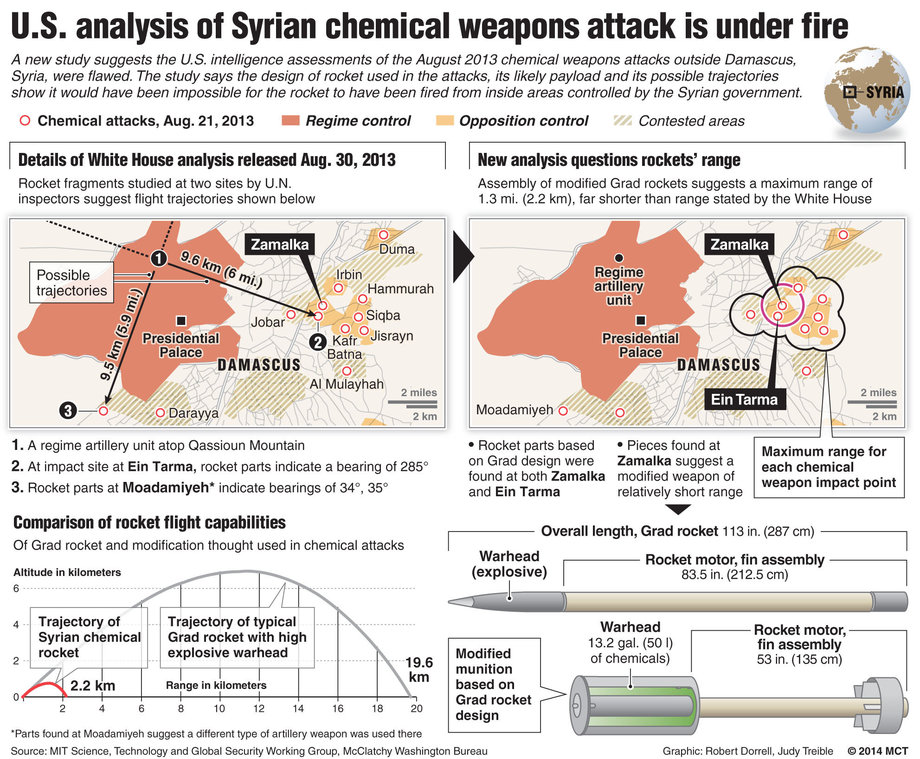 U.S. analysis of Syrian chemical weapons attack is under fire
A new study suggests the U.S. intelligence assessments of the August 2013 chemical weapons attacks outside Damascus,
Syria, were flawed. The study says the design of rocket used in the attacks, its likely payload and its possible trajectories
show it would have been impossible for the rocket to have been fired from inside areas controlled by the Syrian government.
SYRIA
Chemical attacks, Aug. 21, 2013
Regime control
Opposition control
Contested areas
Details of White House analysis released Aug. 30, 2013
Rocket fragments studied at two sites by U.N.
inspectors suggest flight trajectories shown below
Zamalka
Duma
1
9.6 km (6 mi.)
Possible
trajectories
Irbin
Hammurah
9.5 km (5.9 mi.)
Jobar
Siqba
Presidential
Palace
2
Kafr
Batna
Jisrayn
DAMASCUS
Al Mulayhah
3
Darayya
2 miles
2 km
1. A regime artillery unit atop Qassioun Mountain
2. At impact site at Ein Tarma, rocket parts indicate a bearing of 285°
3. Rocket parts at Moadamiyeh* indicate bearings of 34°, 35°
New analysis questions rockets' range
Assembly of modified Grad rockets suggests a maximum range of
1.3 mi. (2.2 km), far shorter than range stated by the White House
Zamalka
Regime
artillery
unit
Presidential
Palace
DAMASCUS
Ein Tarma
Moadamiyeh
2 miles
2 km
• Rocket parts based
on Grad design were
found at both Zamalka
and Ein Tarma
• Pieces found at
Zamalka suggest a
modified weapon of
relatively short range
Maximum range for
each chemical
weapon impact point
Comparison of rocket flight capabilities
Of Grad rocket and modification thought used in chemical attacks
Altitude in kilometers
6
4
2
0
Trajectory of
Syrian chemical
rocket
Trajectory of typical
Grad rocket with high
explosive warhead
2.2 km
Range in kilometers
19.6
km
2
4
6
8
10
12
14
16
18
20
Overall length, Grad rocket 113 in. (287 cm)
Warhead
(explosive)
Rocket motor, fin assembly
83.5 in. (212.5 cm)
Modified
munition
based on
Grad rocket
design
Warhead
13.2 gal. (50 l)
of chemicals)
Rocket motor,
fin assembly
53 in. (135 cm)
*Parts found at Moadamiyeh suggest a different type of artillery weapon was used there
Source: MIT Science, Technology and Global Security Working Group, McClatchy Washington Bureau
Graphic: Robert Dorrell, Judy Treible
© 2014 MCT